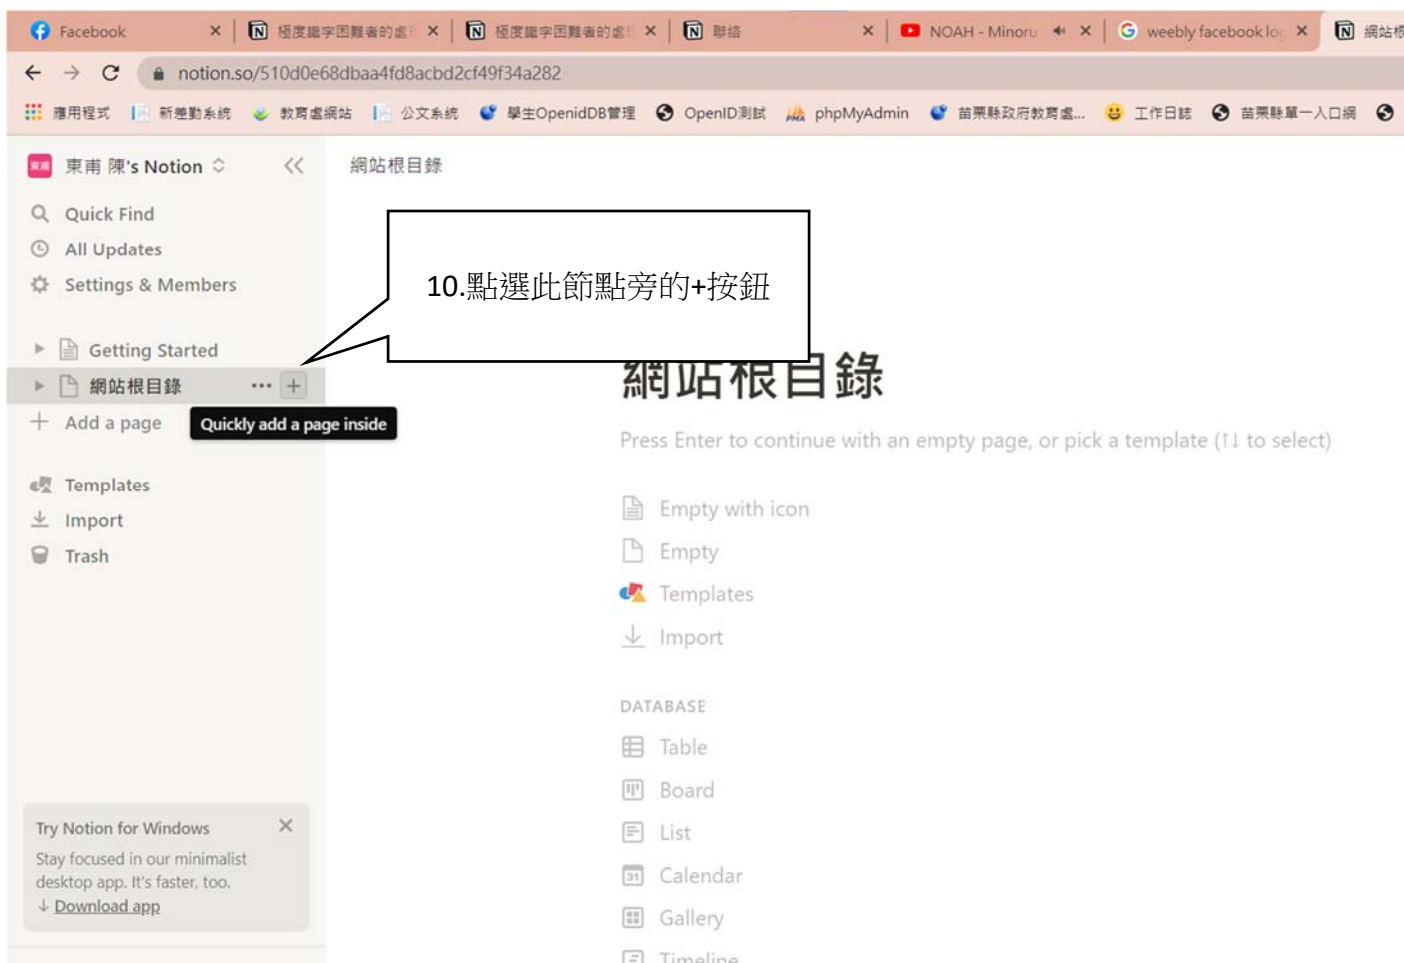 Facebook
極度識字困難者的處
極度識字困難者的處
聯絡
NOAH - Minoru
weebly facebook log
網站根
notion.so/510d0e68dbaa4fd8acbd2cf49f34a282
應用程式 新差勤系統 教育處網站 公文系統 學生OpenidDB管理 OpenID測試 phpMyAdmin 苗栗縣政府教育處... 工作日誌 苗栗縣單一入口網
東甫
東甫 陳's Notion
網站根目錄
Quick Find
All Updates
Settings & Members
10.點選此節點旁的+按鈕
Getting Started
網站根目錄
Add a page
Quickly add a page inside
Templates
Import
Trash
網站根目錄
Press Enter to continue with an empty page, or pick a template (↑↓ to select)
Empty with icon
Empty
Templates
Import
DATABASE
Table
Board
List
31
Calendar
Gallery
Timeline
Try Notion for Windows
Stay focused in our minimalist
desktop app. It's faster, too.
↓ Download app